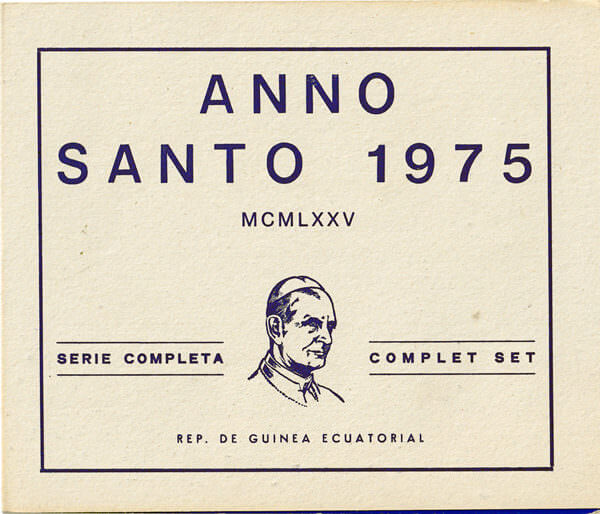 ANNO
SANTO 1975
MCMLXXV
SERIE COMPLETA
COMPLET SET
REP. DE GUINEA ECUATORIAL